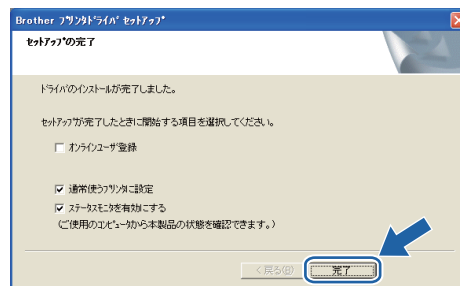 Brother ﾌﾟﾘﾝﾀﾄﾞﾗｲﾊﾞ ｾｯﾄｱｯﾌﾟ
ｾｯﾄｱｯﾌﾟの完了
ﾄﾞﾗｲﾊﾞのｲﾝｽﾄｰﾙが完了しました。
ｾｯﾄｱｯﾌﾟが完了したときに開始する項目を選択してください。
ｵﾝﾗｲﾝﾕｰｻﾞ登録
通常使うﾌﾟﾘﾝﾀに設定
ｽﾃｰﾀｽﾓﾆﾀを有効にする
(ご使用のｺﾝﾋﾟｭｰﾀから本製品の状態を確認できます。)
< 戻る(B)
完了